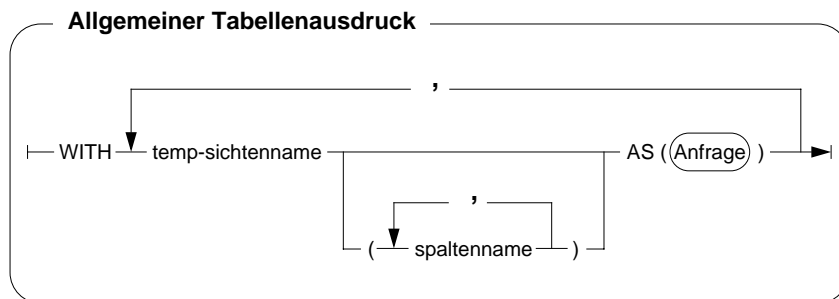 Allgemeiner Tabellenausdruck
,
WITH temp-sichtenname AS ( Anfrage )
,
( spaltenname )